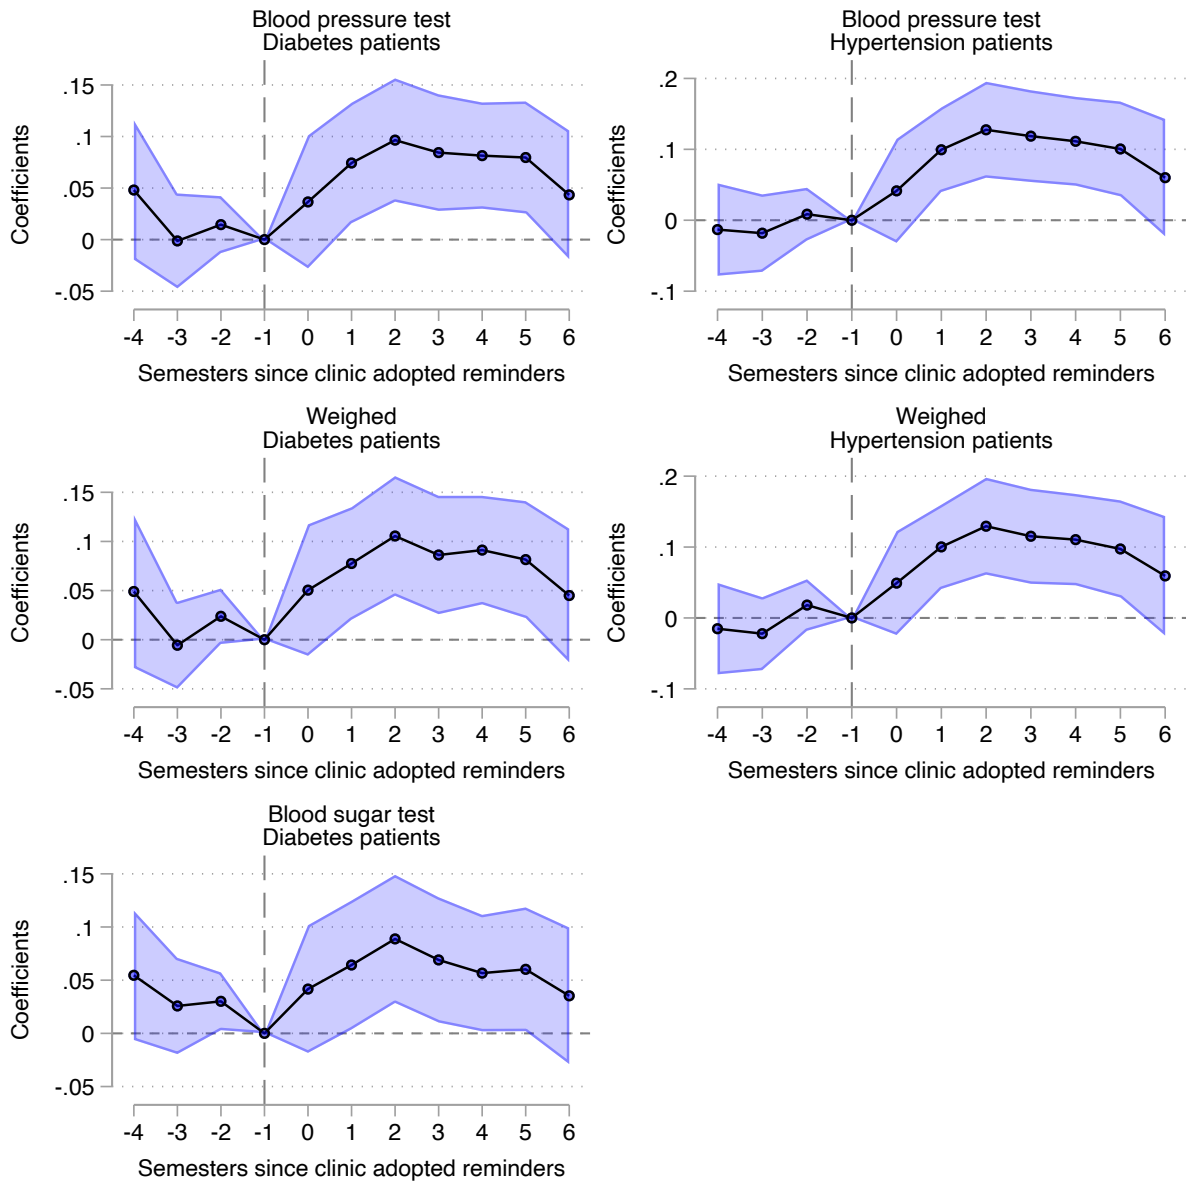 Blood pressure test
Diabetes patients
Coefficients
.15
.1
.05
0
-.05
-4 -3 -2 -1 0 1 2 3 4 5 6
Semesters since clinic adopted reminders
Blood pressure test
Hypertension patients
Coefficients
.2
.1
0
-.1
-4 -3 -2 -1 0 1 2 3 4 5 6
Semesters since clinic adopted reminders
Weighed
Diabetes patients
Coefficients
.15
.1
.05
0
-.05
-4 -3 -2 -1 0 1 2 3 4 5 6
Semesters since clinic adopted reminders
Weighed
Hypertension patients
Coefficients
.2
.1
0
-.1
-4 -3 -2 -1 0 1 2 3 4 5 6
Semesters since clinic adopted reminders
Blood sugar test
Diabetes patients
Coefficients
.15
.1
.05
0
-.05
-4 -3 -2 -1 0 1 2 3 4 5 6
Semesters since clinic adopted reminders